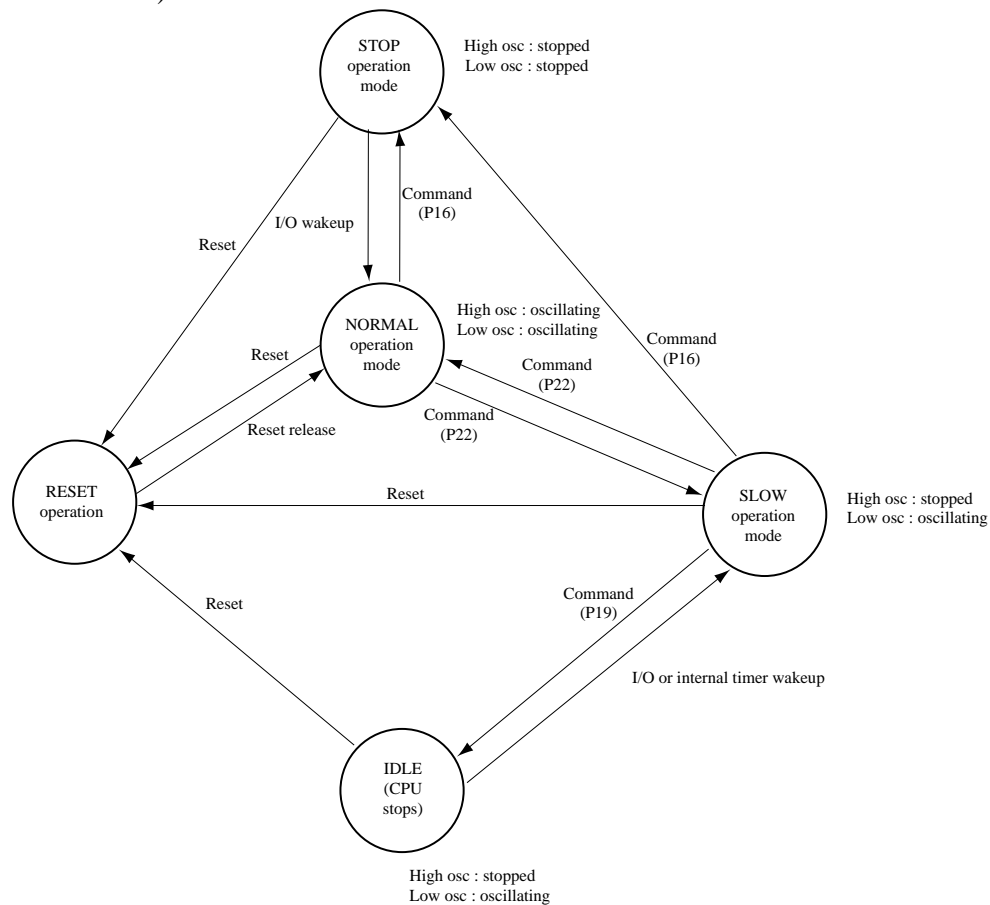 )
STOP
operation
mode
High osc : stopped
Low osc : stopped
Command
(P16)
I/O wakeup
Reset
NORMAL
operation
mode
High osc : oscillating
Low osc : oscillating
Command
(P16)
Reset
Command
(P22)
Command
(P22)
Reset release
RESET
operation
Reset
SLOW
operation
mode
High osc : stopped
Low osc : oscillating
Command
(P19)
Reset
I/O or internal timer wakeup
IDLE
(CPU
stops)
High osc : stopped
Low osc : oscillating